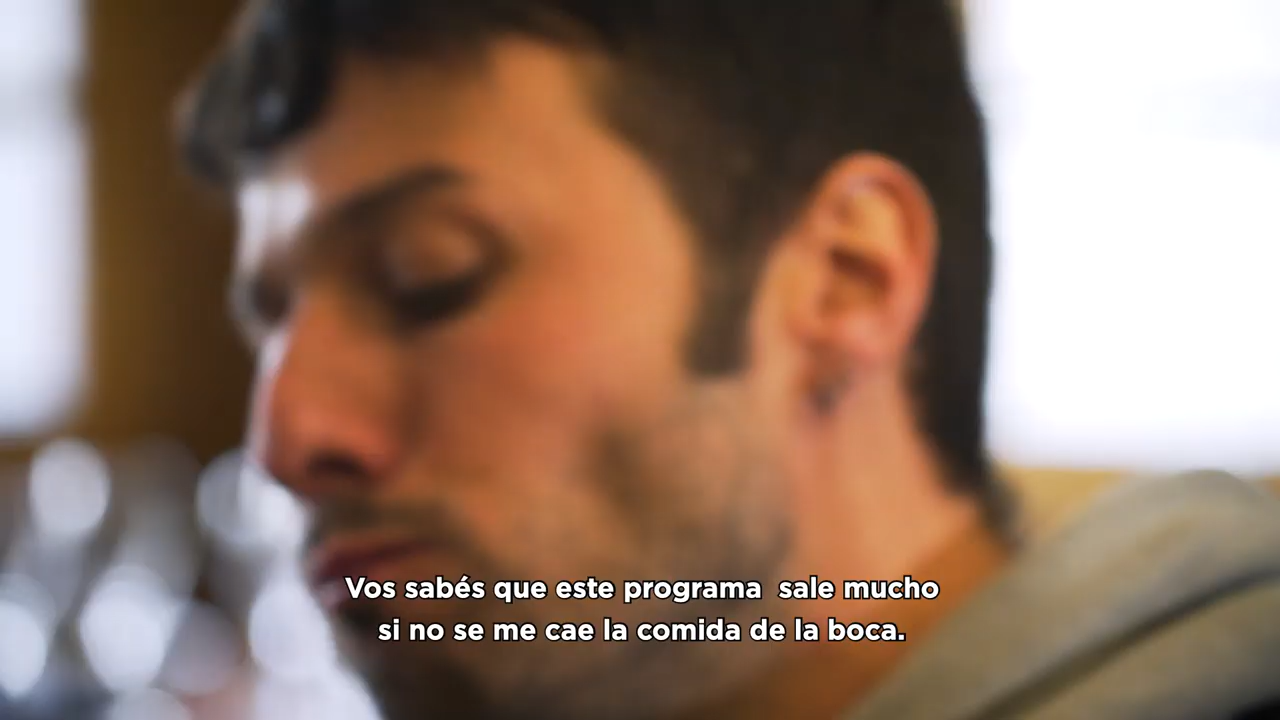 Vos sabés que este programa  sale mucho
si no se me cae la comida de la boca.